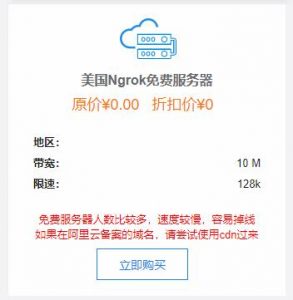 美国Ngrok免费服务器
原价¥0.00 折扣价¥0
地区:
带宽: 10 M
限速: 128k
免费服务器人数比较多，速度较慢，容易掉线
如果在阿里云备案的域名，请尝试使用cdn过来
立即购买